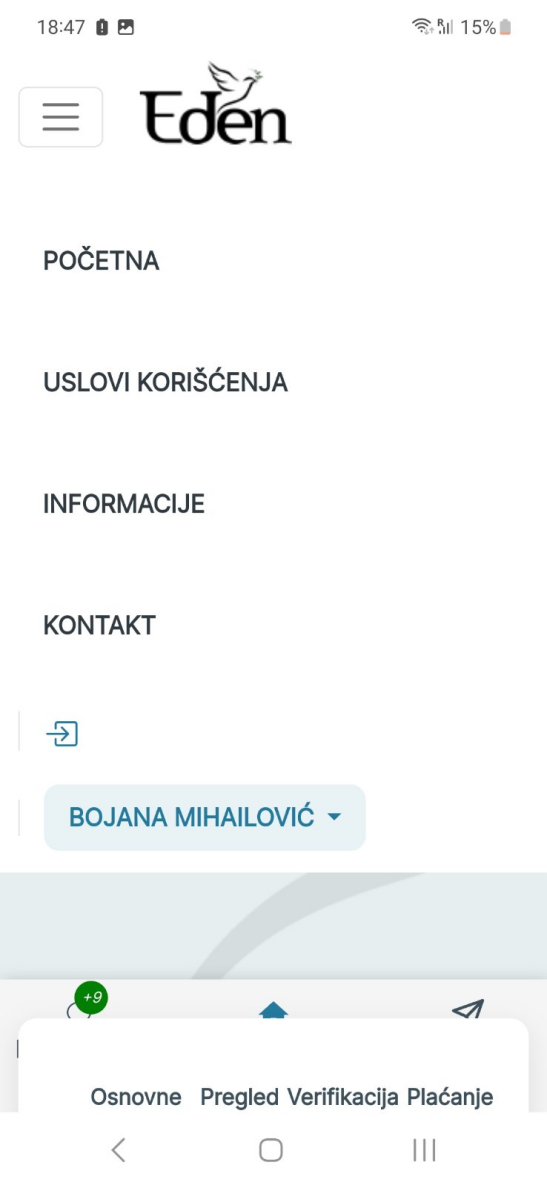 18:47
15%
Eden
POČETNA
USLOVI KORIŠĆENJA
INFORMACIJE
KONTAKT
BOJANA MIHAILOVIĆ
+9
Osnovne Pregled Verifikacija Plaćanje